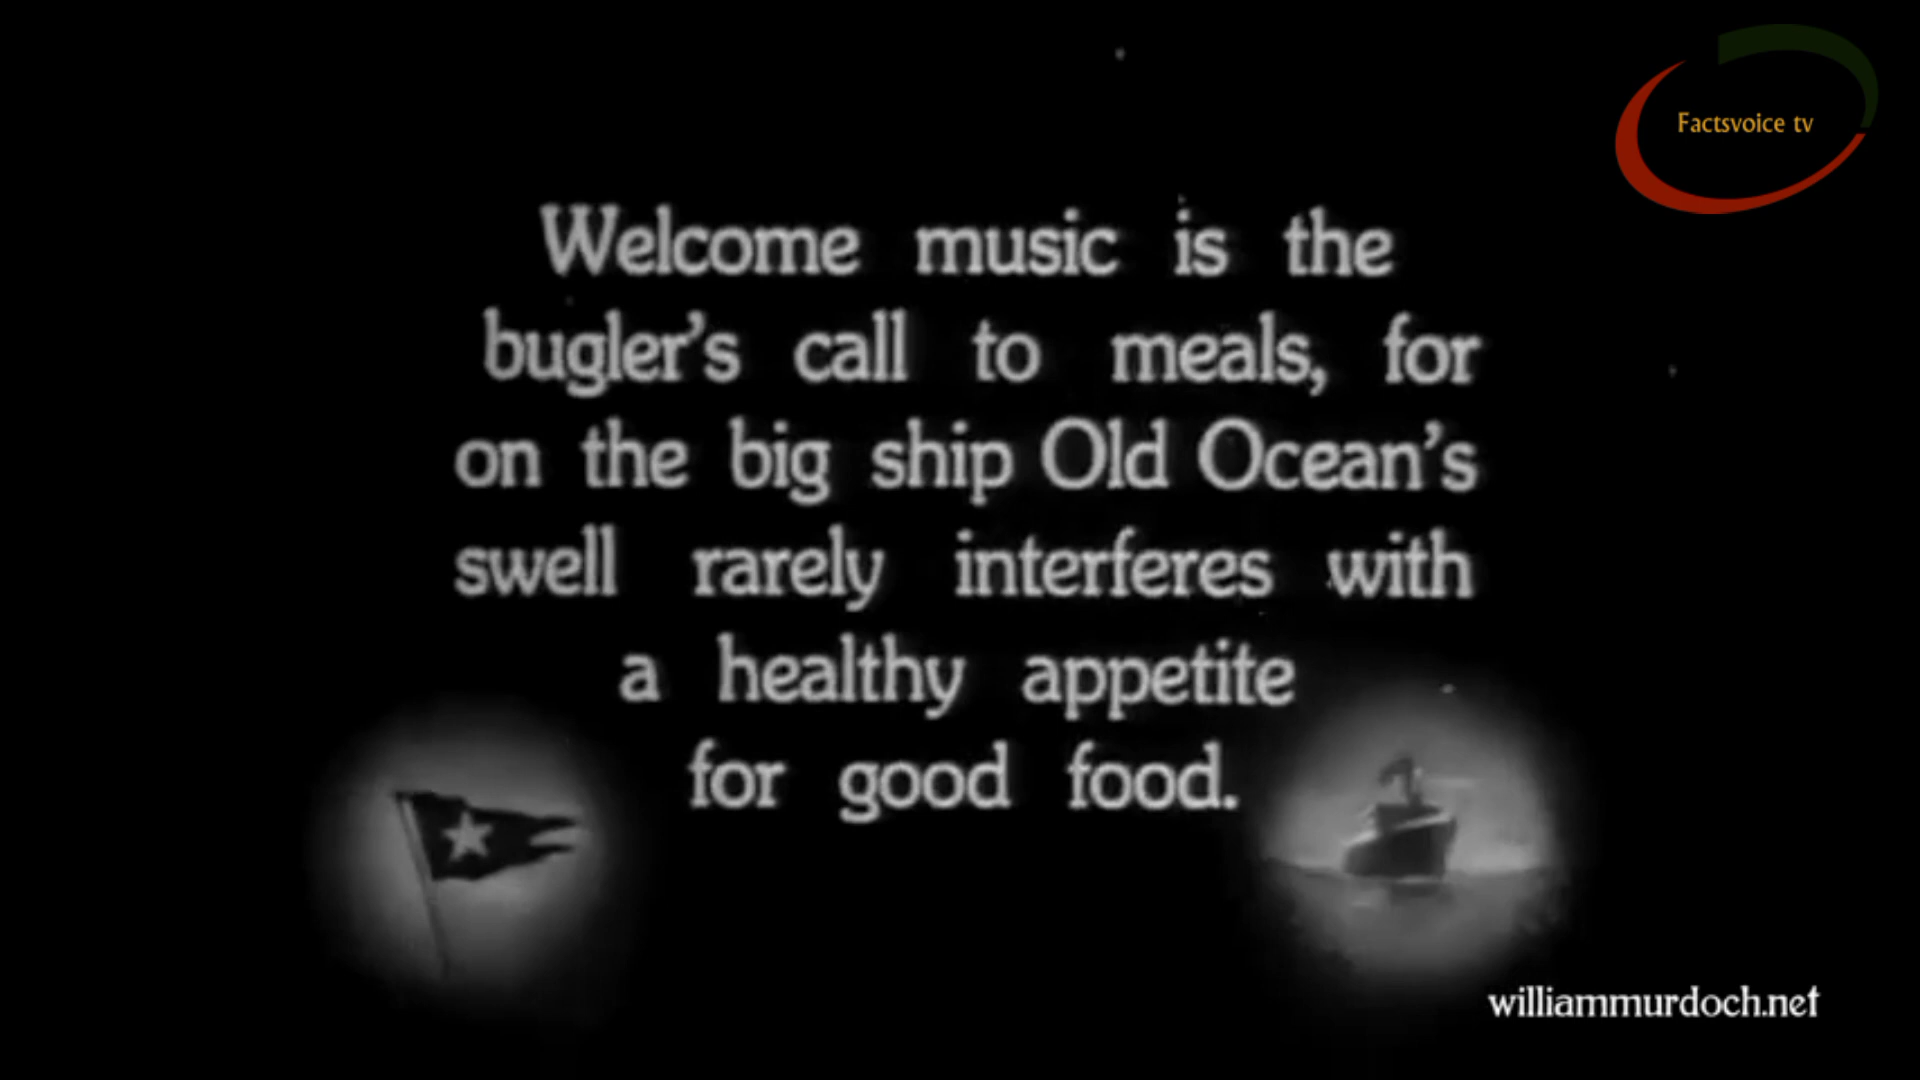 Factsvoice tv
Welcome music is the
bugler's call to meals, for
on the big ship Old Ocean's
swell rarely interferes with
a healthy appetite
for good food.
williammurdoch.net